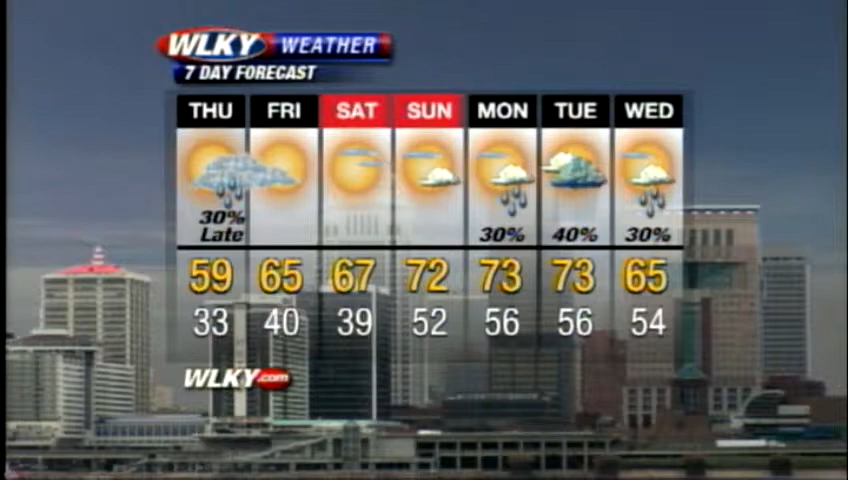 WLKY WEATHER
7 DAY FORECAST
THU FRI SAT SUN MON TUE WED
30% Late 30% 40% 30%
59 65 67 72 73 73 65
33 40 39 52 56 56 54
WLKY.com